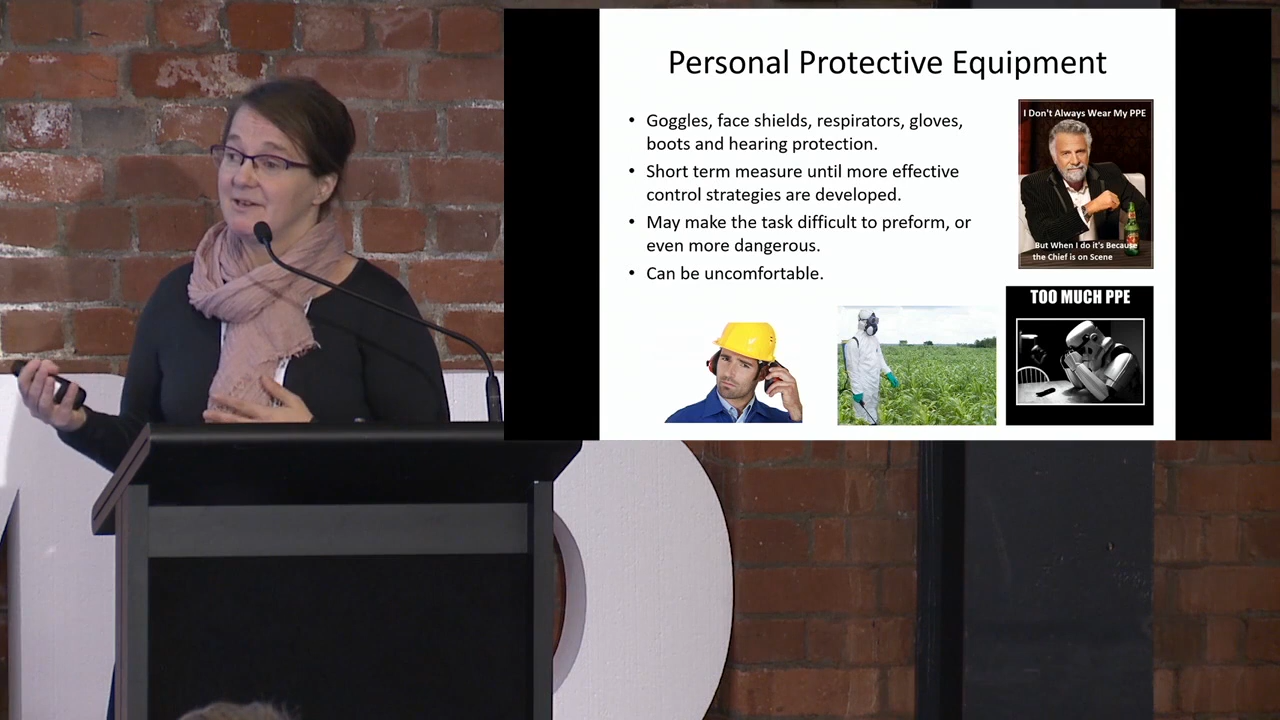 Personal Protective Equipment
• Goggles, face shields, respirators, gloves,
boots and hearing protection.
• Short term measure until more effective
control strategies are developed.
• May make the task difficult to preform, or
even more dangerous.
• Can be uncomfortable.
I Don't Always Wear My PPE
But When I do it's Because
the Chief is on Scene
TOO MUCH PPE